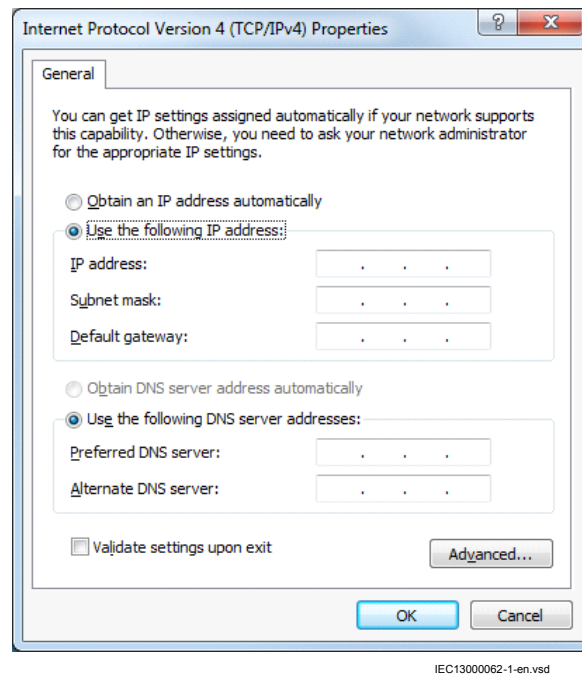 Internet Protocol Version 4 (TCP/IPv4) Properties
General
You can get IP settings assigned automatically if your network supports
this capability. Otherwise, you need to ask your network administrator
for the appropriate IP settings.
Obtain an IP address automatically
Use the following IP address:
IP address:
Subnet mask:
Default gateway:
Obtain DNS server address automatically
Use the following DNS server addresses:
Preferred DNS server:
Alternate DNS server:
Validate settings upon exit
Advanced...
OK Cancel
IEC13000062-1-en.vsd